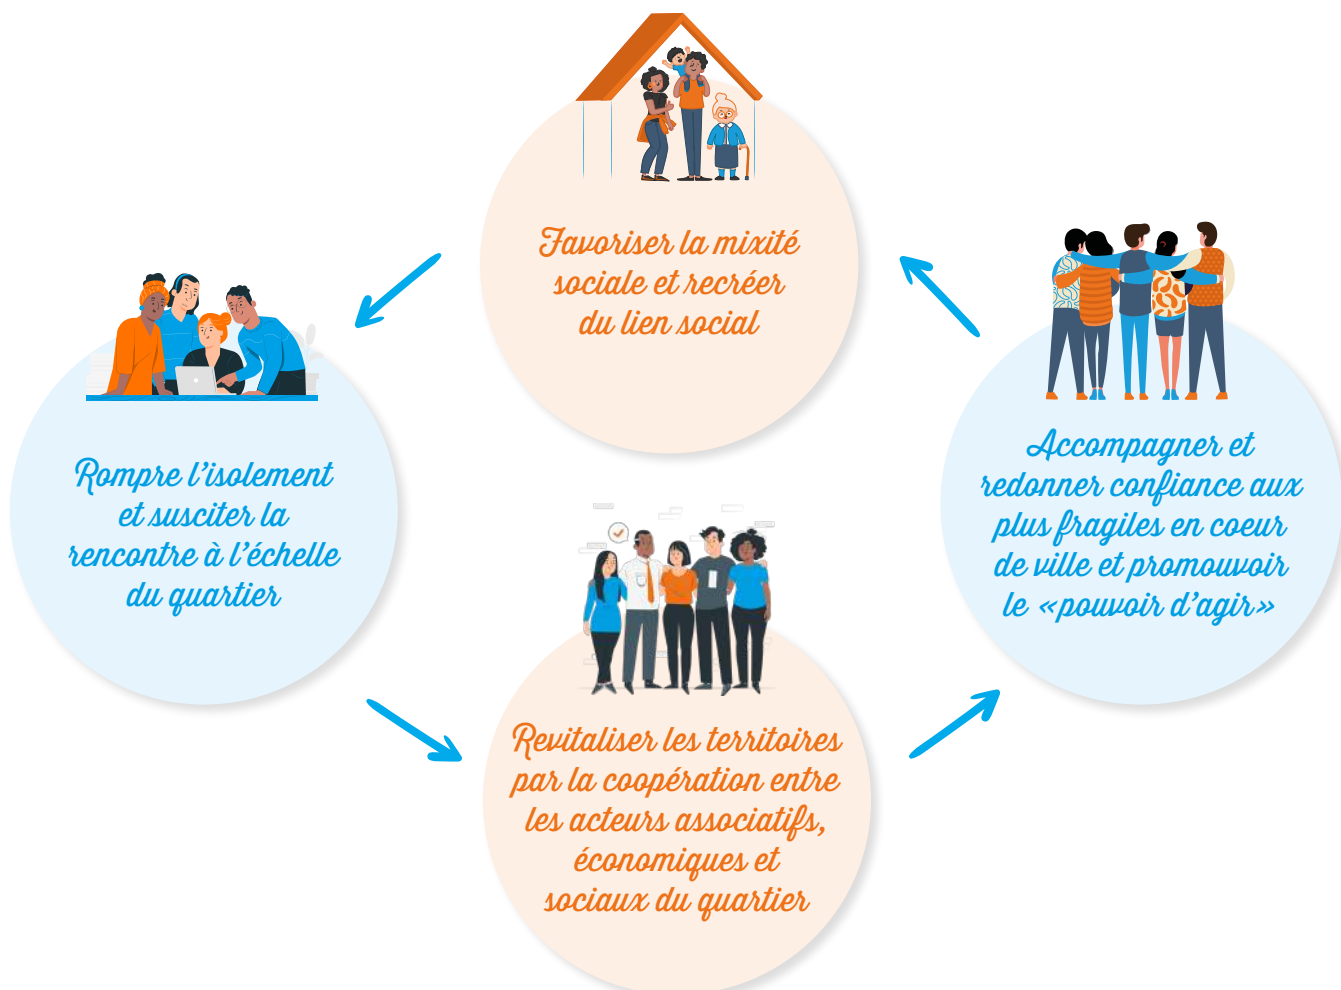 Favoriser la mixité
sociale et recréer
du lien social
Rompre l'isolement
et susciter la
rencontre à l'échelle
du quartier
Accompagner et
redonner confiance aux
plus fragiles en coeur
de ville et promouvoir
le «pouvoir d'agir»
Revitaliser les territoires
par la coopération entre
les acteurs associatifs,
économiques et
sociaux du quartier